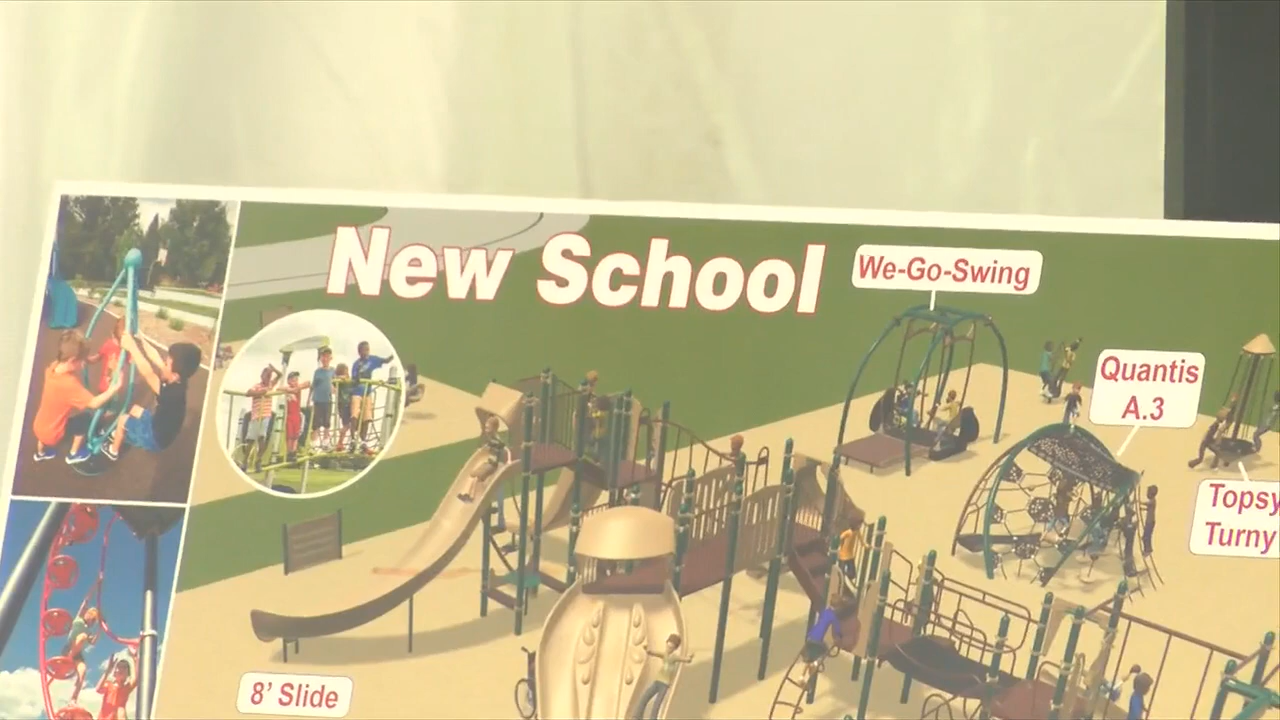 New School
We-Go-Swing
Quantis
A.3
Topsy
Turny
8' Slide